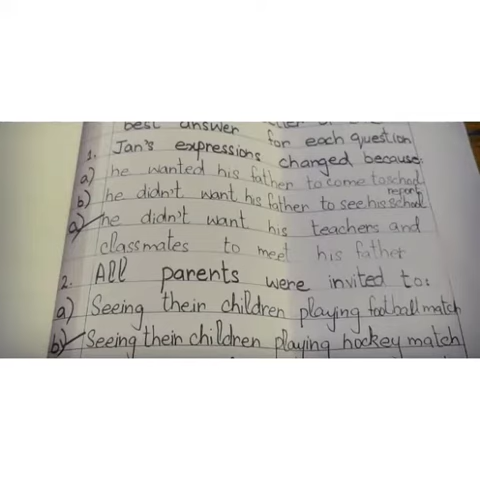 best answer
for each question
1. Jan's expressions changed because:
a) he wanted his father to come to school
b) he didn't want his father to see his school report
he didn't want his teachers and
classmates to meet his father
2. All parents were invited to:
a) Seeing their children playing football match
b) Seeing their children playing hockey match